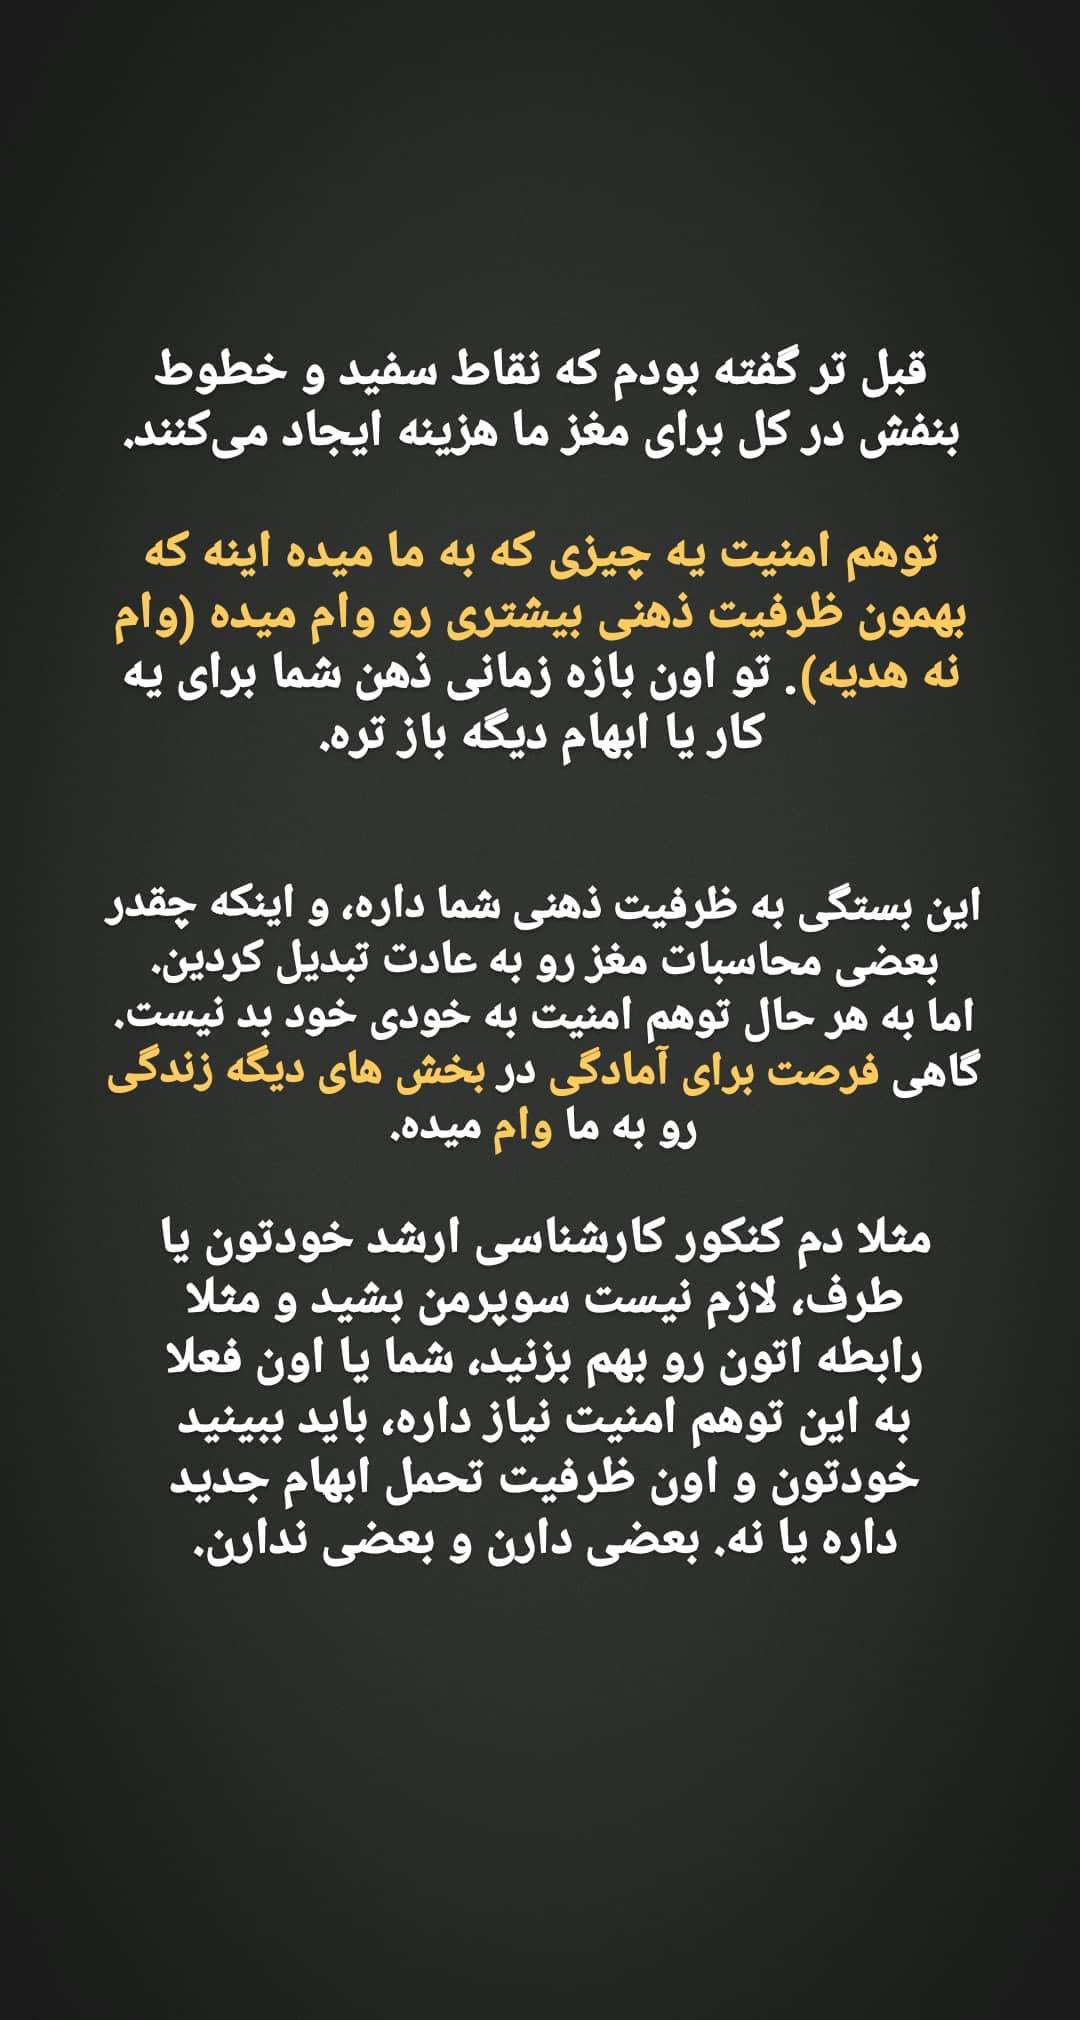 قبل تر گفته بودم که نقاط سفید و خطوط
بنفش در کل برای مغز ما هزینه ایجاد می‌کنند.
توهم امنیت یه چیزی که به ما میده اینه که
بهمون ظرفیت ذهنی بیشتری رو وام میده (وام
نه هدیه). تو اون بازه زمانی ذهن شما برای یه
کار یا ابهام دیگه باز تره.
این بستگی به ظرفیت ذهنی شما داره، و اینکه چقدر
بعضی محاسبات مغز رو به عادت تبدیل کردین.
اما به هر حال توهم امنیت به خودی خود بد نیست.
گاهی فرصت برای آمادگی در بخش های دیگه زندگی
رو به ما وام میده.
مثلا دم کنکور کارشناسی ارشد خودتون یا
طرف، لازم نیست سوپرمن بشید و مثلا
رابطه اتون رو بهم بزنید، شما یا اون فعلا
به این توهم امنیت نیاز داره، باید ببینید
خودتون و اون ظرفیت تحمل ابهام جدید
داره یا نه. بعضی دارن و بعضی ندارن.